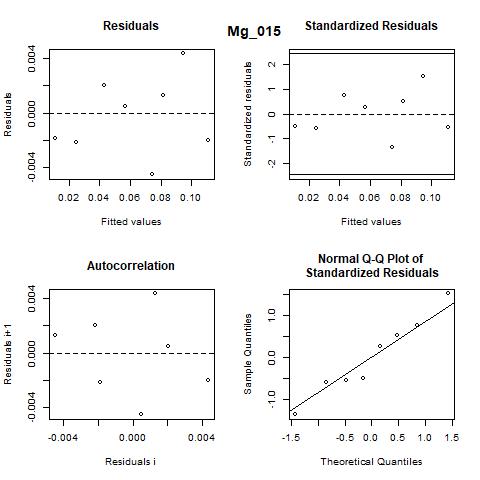 Mg_015
Residuals
Residuals
-0.004 0.000 0.004
0.02 0.04 0.06 0.08 0.10
Fitted values
Standardized Residuals
Standardized residuals
-2 -1 0 1 2
0.02 0.04 0.06 0.08 0.10
Fitted values
Autocorrelation
Residuals i+1
-0.004 0.000 0.004
-0.004 0.000 0.004
Residuals i
Normal Q-Q Plot of
Standardized Residuals
Sample Quantiles
-1.0 0.0 1.0
-1.5 -0.5 0.0 0.5 1.0 1.5
Theoretical Quantiles